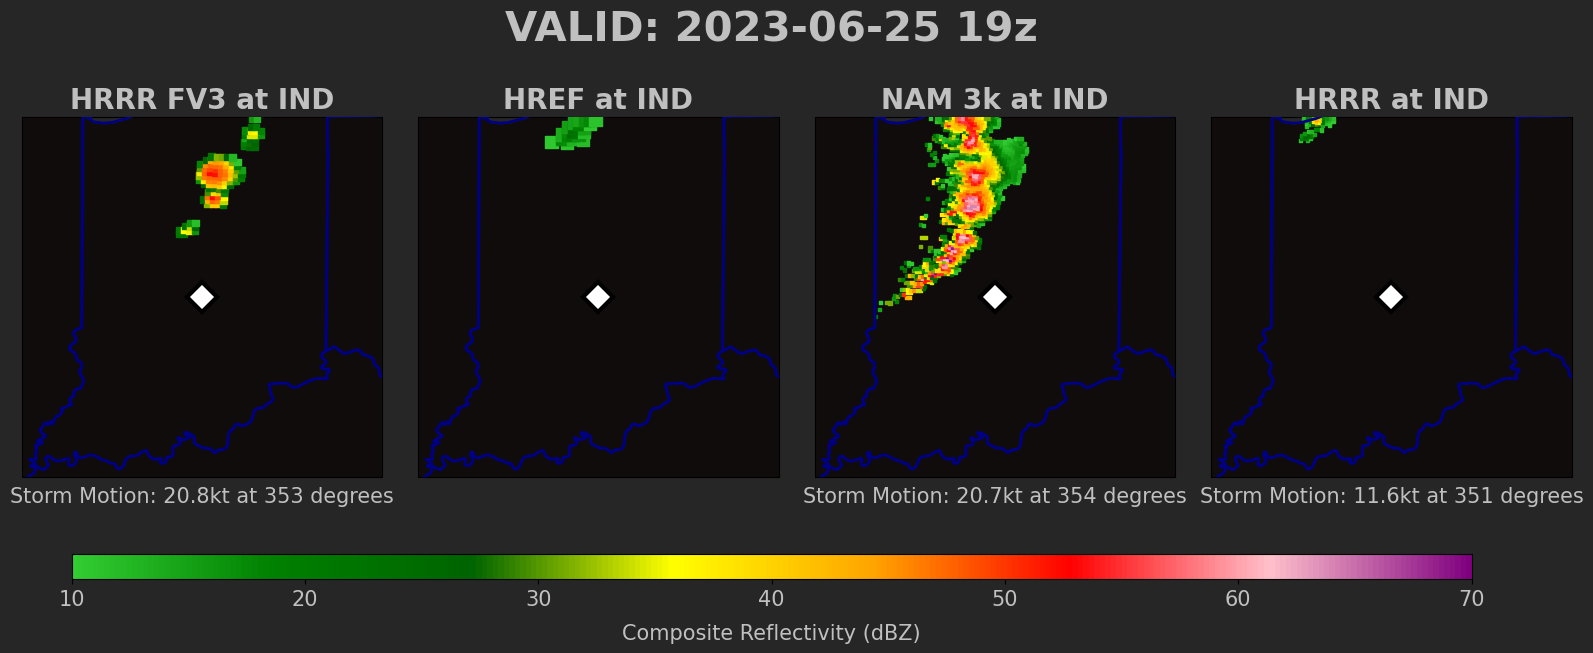 VALID: 2023-06-25 19z
HRRR FV3 at IND
HREF at IND
NAM 3k at IND
HRRR at IND
Storm Motion: 20.8kt at 353 degrees
Storm Motion: 20.7kt at 354 degrees
Storm Motion: 11.6kt at 351 degrees
10 20 30 40 50 60 70
Composite Reflectivity (dBZ)